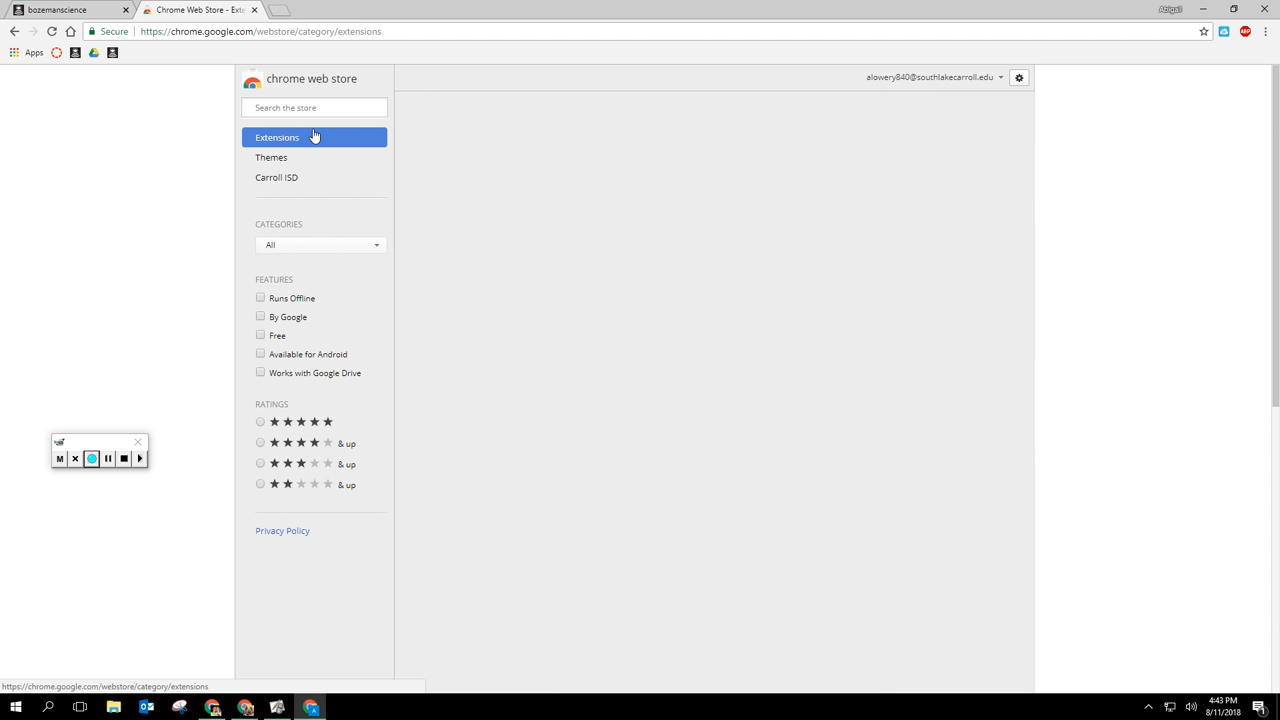 bozemanscience
Chrome Web Store - Exte
Abigail
Secure https://chrome.google.com/webstore/category/extensions
Apps
chrome web store
alowery840@southlakecarroll.edu
Search the store
Extensions
Themes
Carroll ISD
CATEGORIES
All
FEATURES
Runs Offline
By Google
Free
Available for Android
Works with Google Drive
RATINGS
& up
& up
& up
M
Privacy Policy
https://chrome.google.com/webstore/category/extensions
4:43 PM
8/11/2018